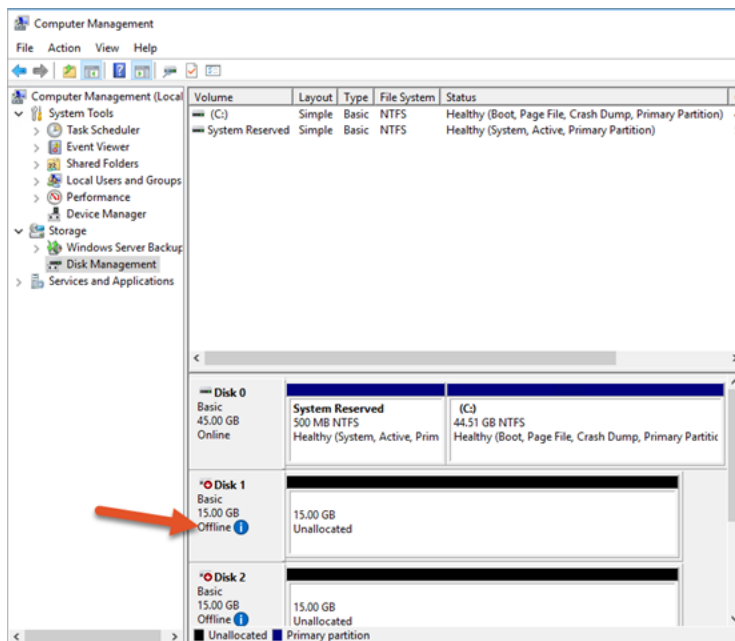 Computer Management
File Action View Help
Computer Management (Local
System Tools
Task Scheduler
Event Viewer
Shared Folders
Local Users and Groups
Performance
Device Manager
Storage
Windows Server Backup
Disk Management
Services and Applications
Volume Layout Type File System Status
(C:) Simple Basic NTFS Healthy (Boot, Page File, Crash Dump, Primary Partition)
System Reserved Simple Basic NTFS Healthy (System, Active, Primary Partition)
Disk 0
Basic
45.00 GB
Online
System Reserved
500 MB NTFS
Healthy (System, Active, Prim
(C:)
44.51 GB NTFS
Healthy (Boot, Page File, Crash Dump, Primary Partitic
Disk 1
Basic
15.00 GB
Offline
15.00 GB
Unallocated
Disk 2
Basic
15.00 GB
Offline
15.00 GB
Unallocated
Unallocated Primary partition